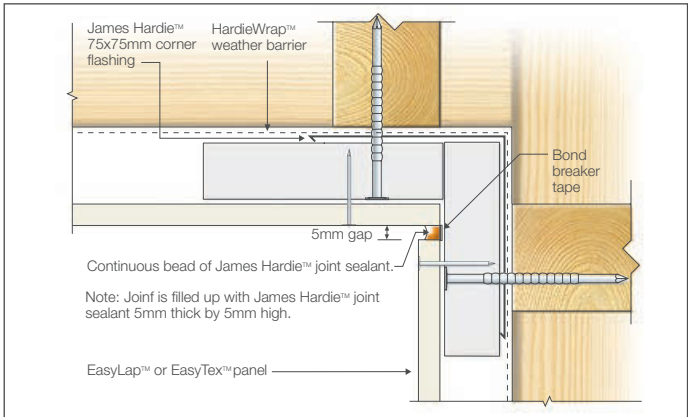 James Hardie™
75x75mm corner
flashing
HardieWrap™
weather barrier
Bond
breaker
tape
5mm gap
Continuous bead of James Hardie™ joint sealant.
Note: Joinf is filled up with James Hardie™ joint
sealant 5mm thick by 5mm high.
EasyLap™ or EasyTex™ panel